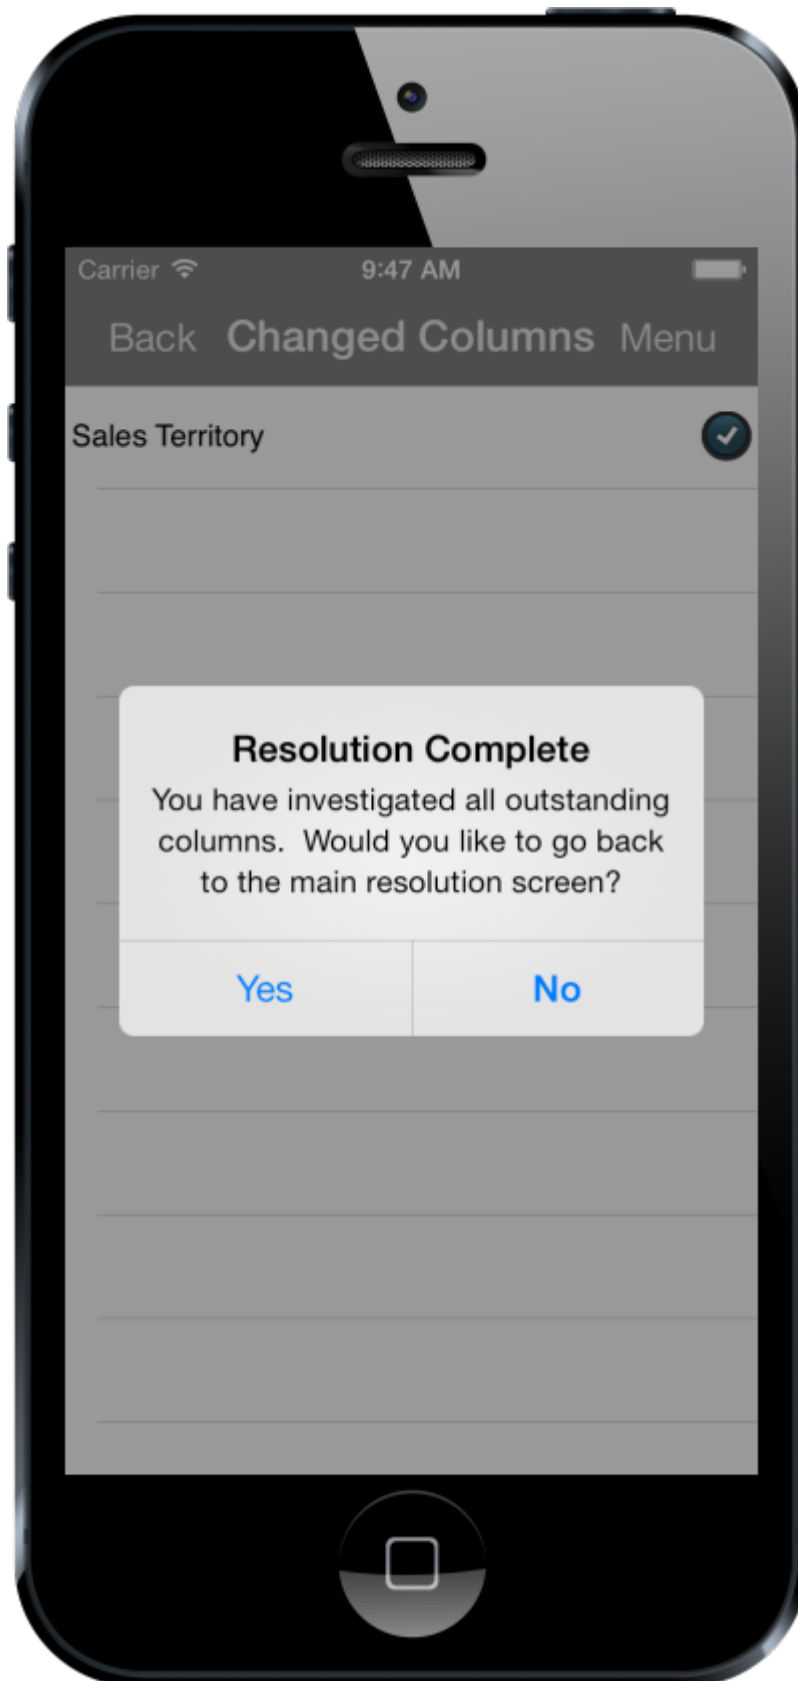 Carrier 9:47 AM
Back Changed Columns Menu
Sales Territory
Resolution Complete
You have investigated all outstanding
columns.  Would you like to go back
to the main resolution screen?
Yes No